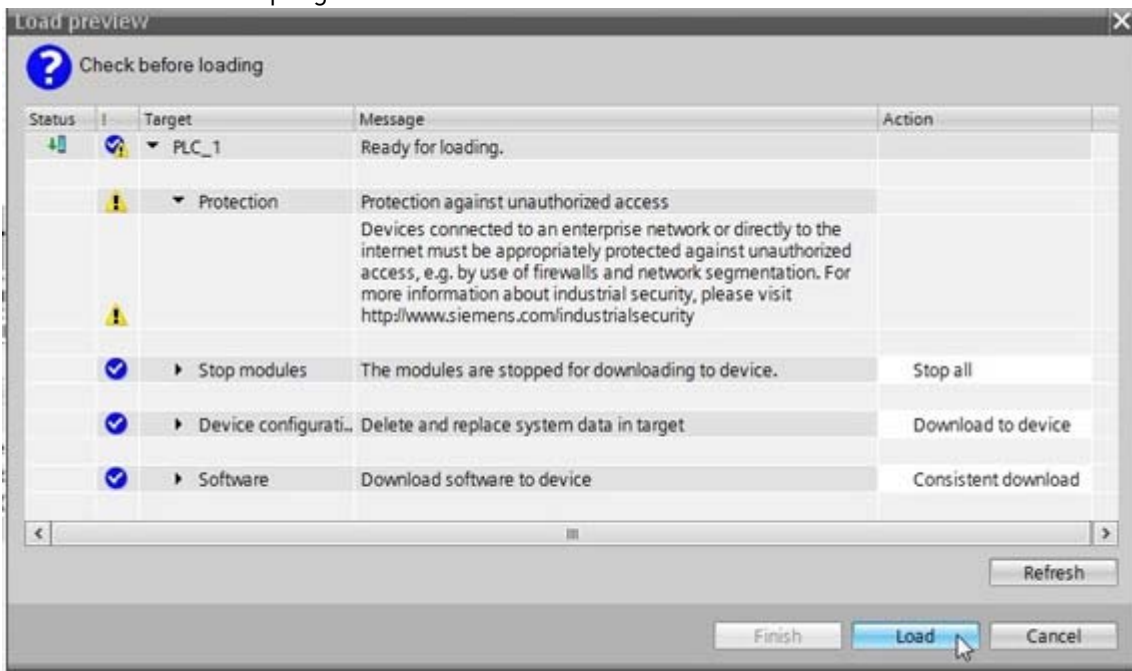 Load preview
Check before loading
Status ! Target Message Action
PLC_1 Ready for loading.
Protection Protection against unauthorized access
Devices connected to an enterprise network or directly to the
internet must be appropriately protected against unauthorized
access, e.g. by use of firewalls and network segmentation. For
more information about industrial security, please visit
http://www.siemens.com/industrialsecurity
Stop modules The modules are stopped for downloading to device. Stop all
Device configurati... Delete and replace system data in target Download to device
Software Download software to device Consistent download
Refresh
Finish Load Cancel